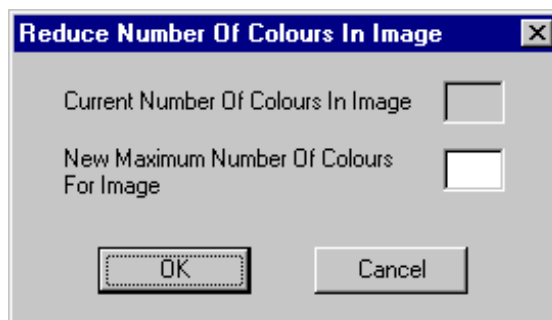 Reduce Number Of Colours In Image
Current Number Of Colours In Image
New Maximum Number Of Colours
For Image
OK
Cancel